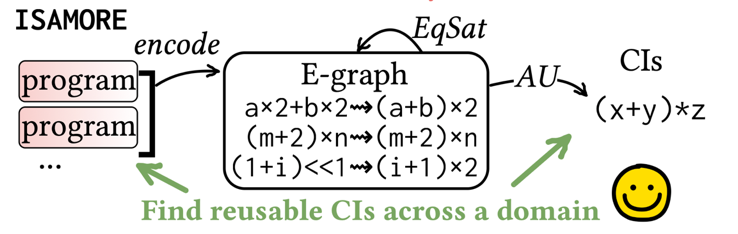 ISAMORE
encode
EqSat
program
program
...
E-graph
a×2+b×2⇝(a+b)×2
(m+2)×n⇝(m+2)×n
(1+i)<<1⇝(i+1)×2
AU
CIs
(x+y)*z
Find reusable CIs across a domain